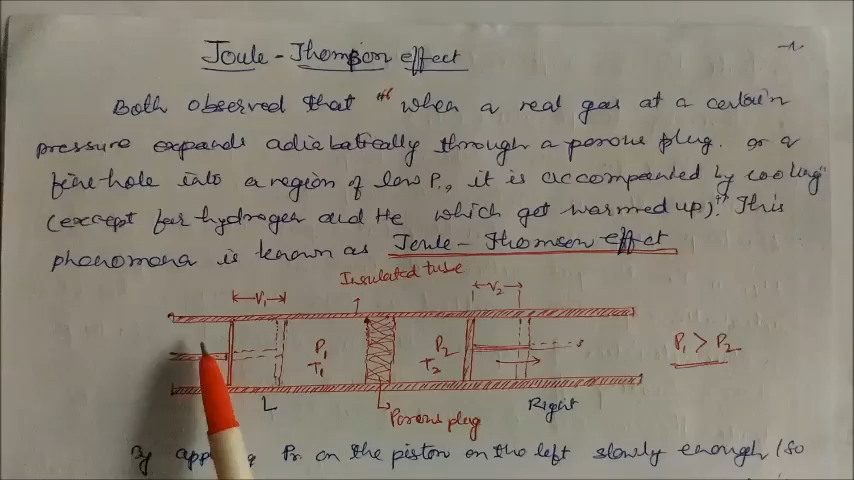 Joule-Thompson effect
Both observed that "when a real gas at a certain
pressure expands adiabatically through a porous plug. or a
fine-hole into a region of low Pr, it is accompanied by cooling
(except for hydrogen and He which get warmed up)." This
phenomena is known as Joule-Thomson effect
Insulated tube
V₁ V₂
P₁ P₂ P₁ > P₂
T₁ T₂
L Porous plug Right
By Pr on the piston on the left slowly enough (so